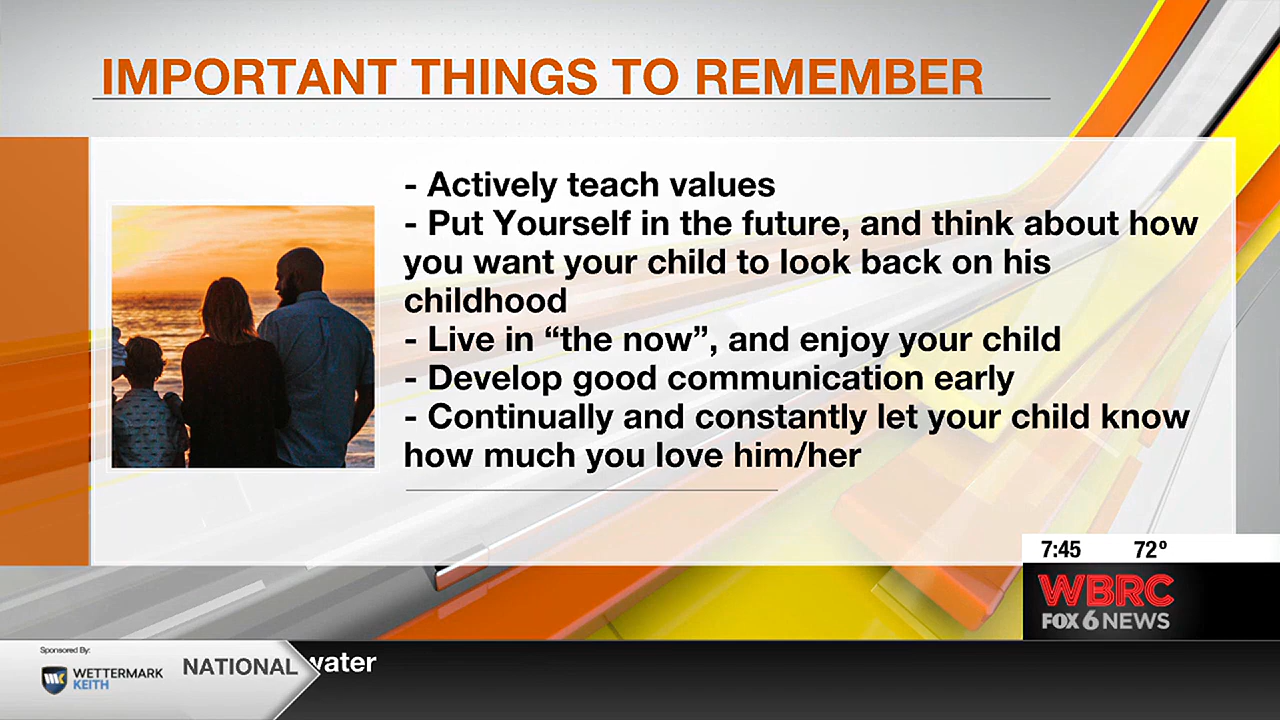 IMPORTANT THINGS TO REMEMBER
- Actively teach values
- Put Yourself in the future, and think about how
you want your child to look back on his
childhood
- Live in “the now”, and enjoy your child
- Develop good communication early
- Continually and constantly let your child know
how much you love him/her
7:45 72º
WBRC
FOX 6 NEWS
Sponsored By:
WETTERMARK
KEITH
NATIONAL
water